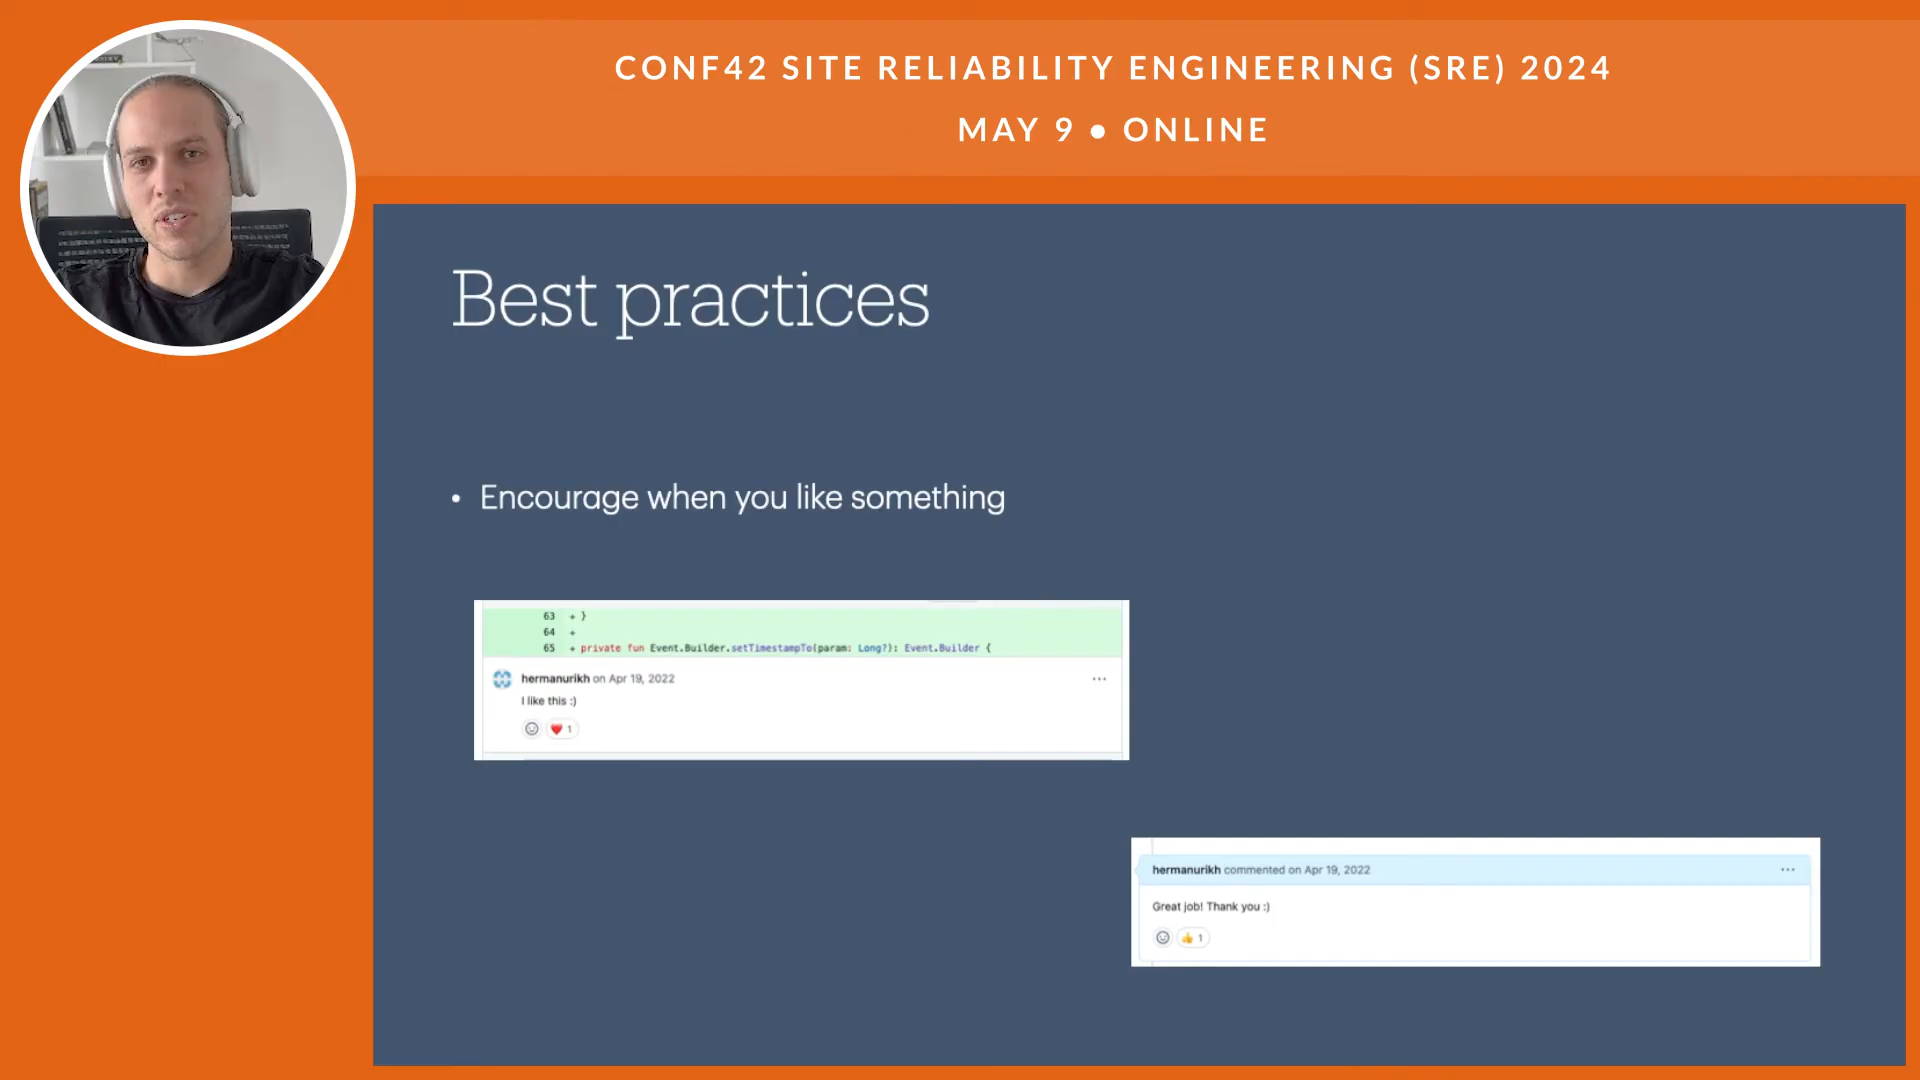 CONF42 SITE RELIABILITY ENGINEERING (SRE) 2024
MAY 9 ● ONLINE
Best practices
• Encourage when you like something
63 + }
64 +
65 + private fun Event.Builder.setTimestampTo(param: Long?): Event.Builder {
hermanurikh on Apr 19, 2022 ...
I like this :)
❤️ 1
hermanurikh commented on Apr 19, 2022 ...
Great job! Thank you :)
👍 1